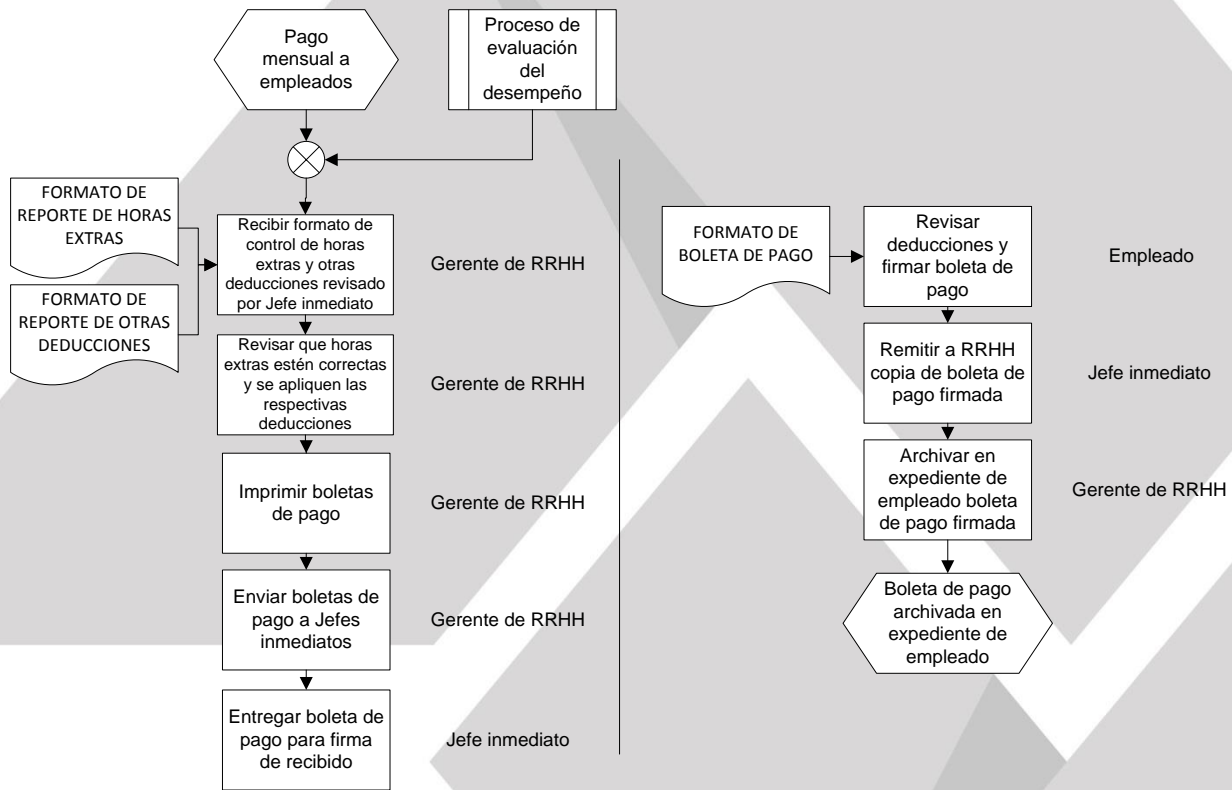 Pago
mensual a
empleados
Proceso de
evaluación
del
desempeño
FORMATO DE
REPORTE DE HORAS
EXTRAS
FORMATO DE
REPORTE DE OTRAS
DEDUCCIONES
Recibir formato de
control de horas
extras y otras
deducciones revisado
por Jefe inmediato
Gerente de RRHH
Revisar que horas
extras estén correctas
y se apliquen las
respectivas
deducciones
Gerente de RRHH
Imprimir boletas
de pago
Gerente de RRHH
Enviar boletas de
pago a Jefes
inmediatos
Gerente de RRHH
Entregar boleta de
pago para firma
de recibido
Jefe inmediato
FORMATO DE
BOLETA DE PAGO
Revisar
deducciones y
firmar boleta de
pago
Empleado
Remitir a RRHH
copia de boleta de
pago firmada
Jefe inmediato
Archivar en
expediente de
empleado boleta
de pago firmada
Gerente de RRHH
Boleta de pago
archivada en
expediente de
empleado